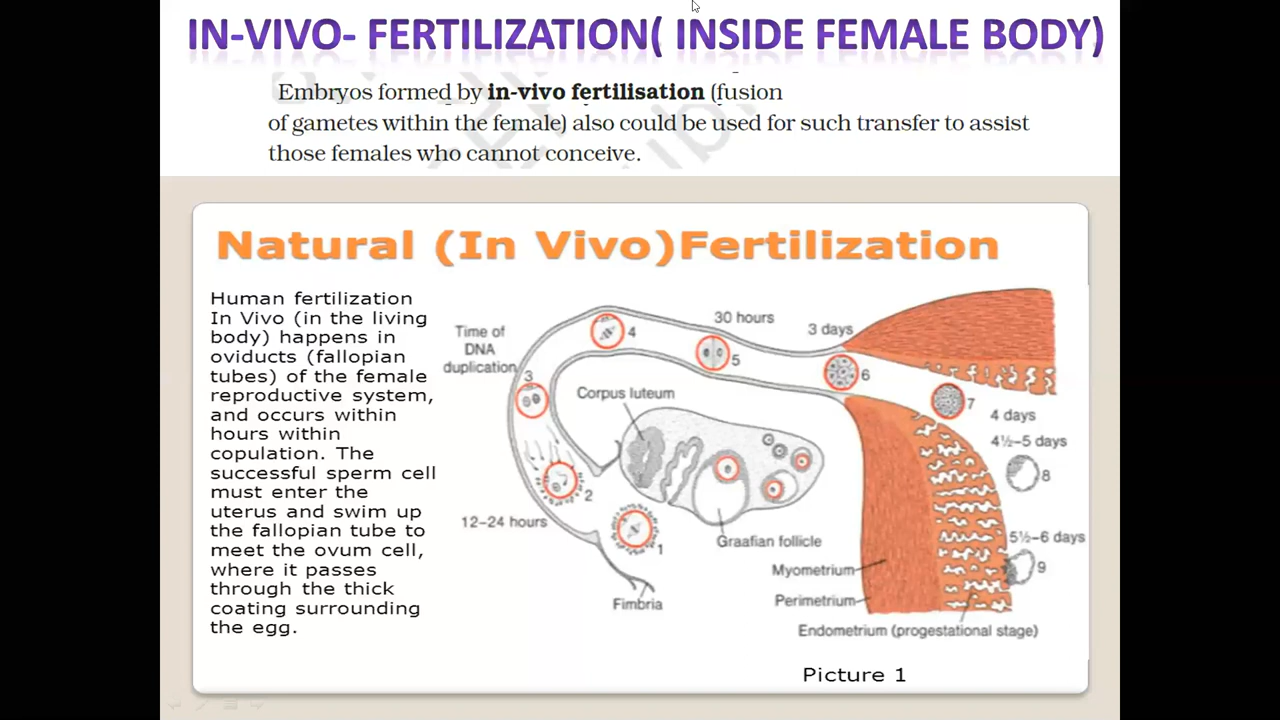 IN-VIVO- FERTILIZATION( INSIDE FEMALE BODY)
Embryos formed by in-vivo fertilisation (fusion
of gametes within the female) also could be used for such transfer to assist
those females who cannot conceive.
Natural (In Vivo)Fertilization
Human fertilization
In Vivo (in the living
body) happens in
oviducts (fallopian
tubes) of the female
reproductive system,
and occurs within
hours within
copulation. The
successful sperm cell
must enter the
uterus and swim up
the fallopian tube to
meet the ovum cell,
where it passes
through the thick
coating surrounding
the egg.
Time of
DNA
duplication
3
4
30 hours
5
3 days
6
7
4 days
4½–5 days
8
Corpus luteum
2
12–24 hours
1
Graafian follicle
5½–6 days
9
Myometrium
Perimetrium
Fimbria
Endometrium (progestational stage)
Picture 1